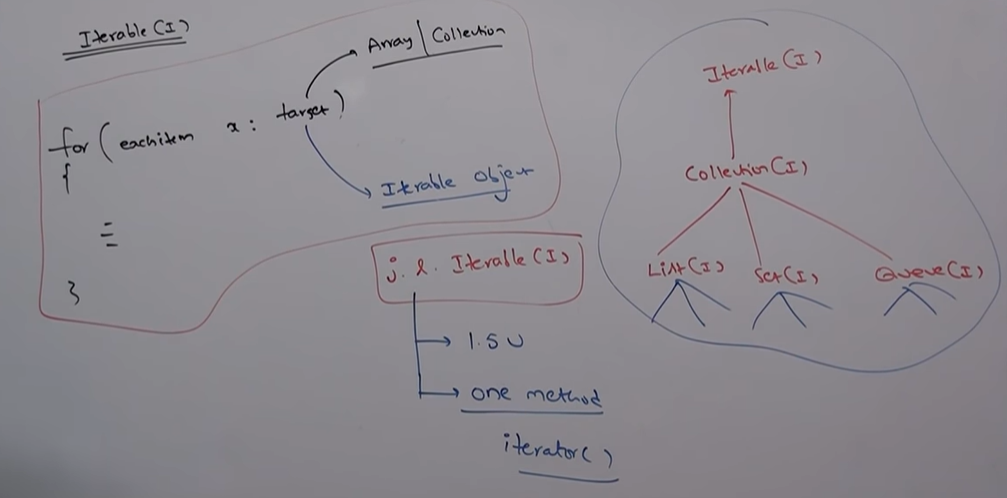 Iterable (I)
Array | Collection
for ( eachitem x : target )
{
Iterable Object
}
j. l. Iterable (I)
1.5 V
one method
iterator( )
Iterable (I)
Collection (I)
List (I) Set (I) Queue (I)